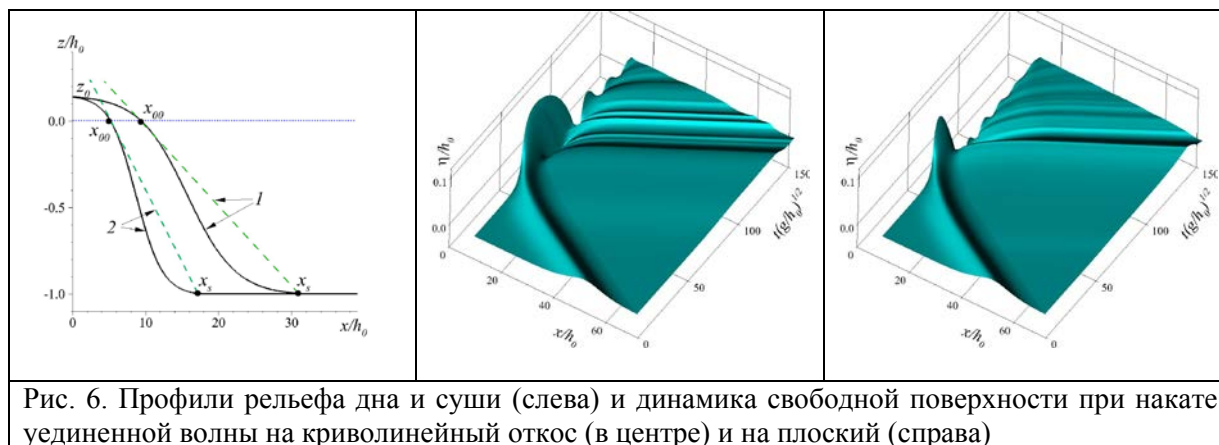 z/h₀
z₀
x₀₀
x₀₀
0.0
-0.5
1
2
xₛ
xₛ
-1.0
0
10
20
30
x/h₀
η/h₀
0.1
0.0
0
20
40
60
x/h₀
0
50
100
150
t(g/h₀)^{1/2}
η/h₀
0.1
0.0
0
20
40
60
x/h₀
0
50
100
150
t(g/h₀)^{1/2}
Рис. 6. Профили рельефа дна и суши (слева) и динамика свободной поверхности при накате
уединенной волны на криволинейный откос (в центре) и на плоский (справа)